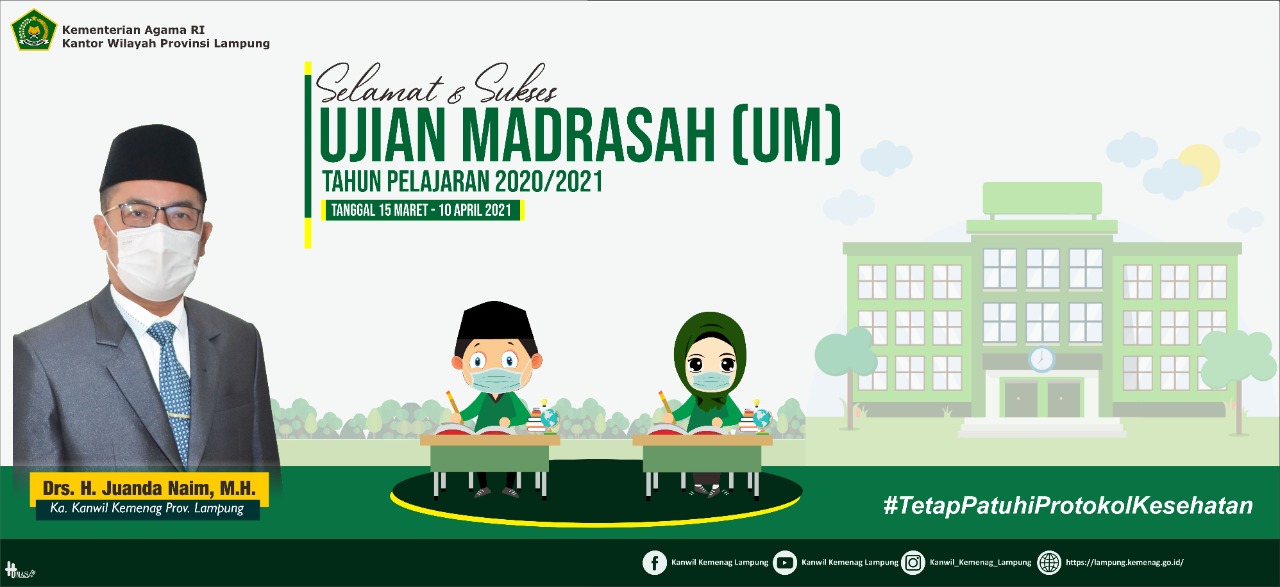 Kementerian Agama RI
Kantor Wilayah Provinsi Lampung
Selamat & Sukses
UJIAN MADRASAH (UM)
TAHUN PELAJARAN 2020/2021
TANGGAL 15 MARET - 10 APRIL 2021
Drs. H. Juanda Naim, M.H.
Ka. Kanwil Kemenag Prov. Lampung
#TetapPatuhiProtokolKesehatan
Kanwil Kemenag Lampung
Kanwil Kemenag Lampung
Kanwil_Kemenag_Lampung
https://lampung.kemenag.go.id/